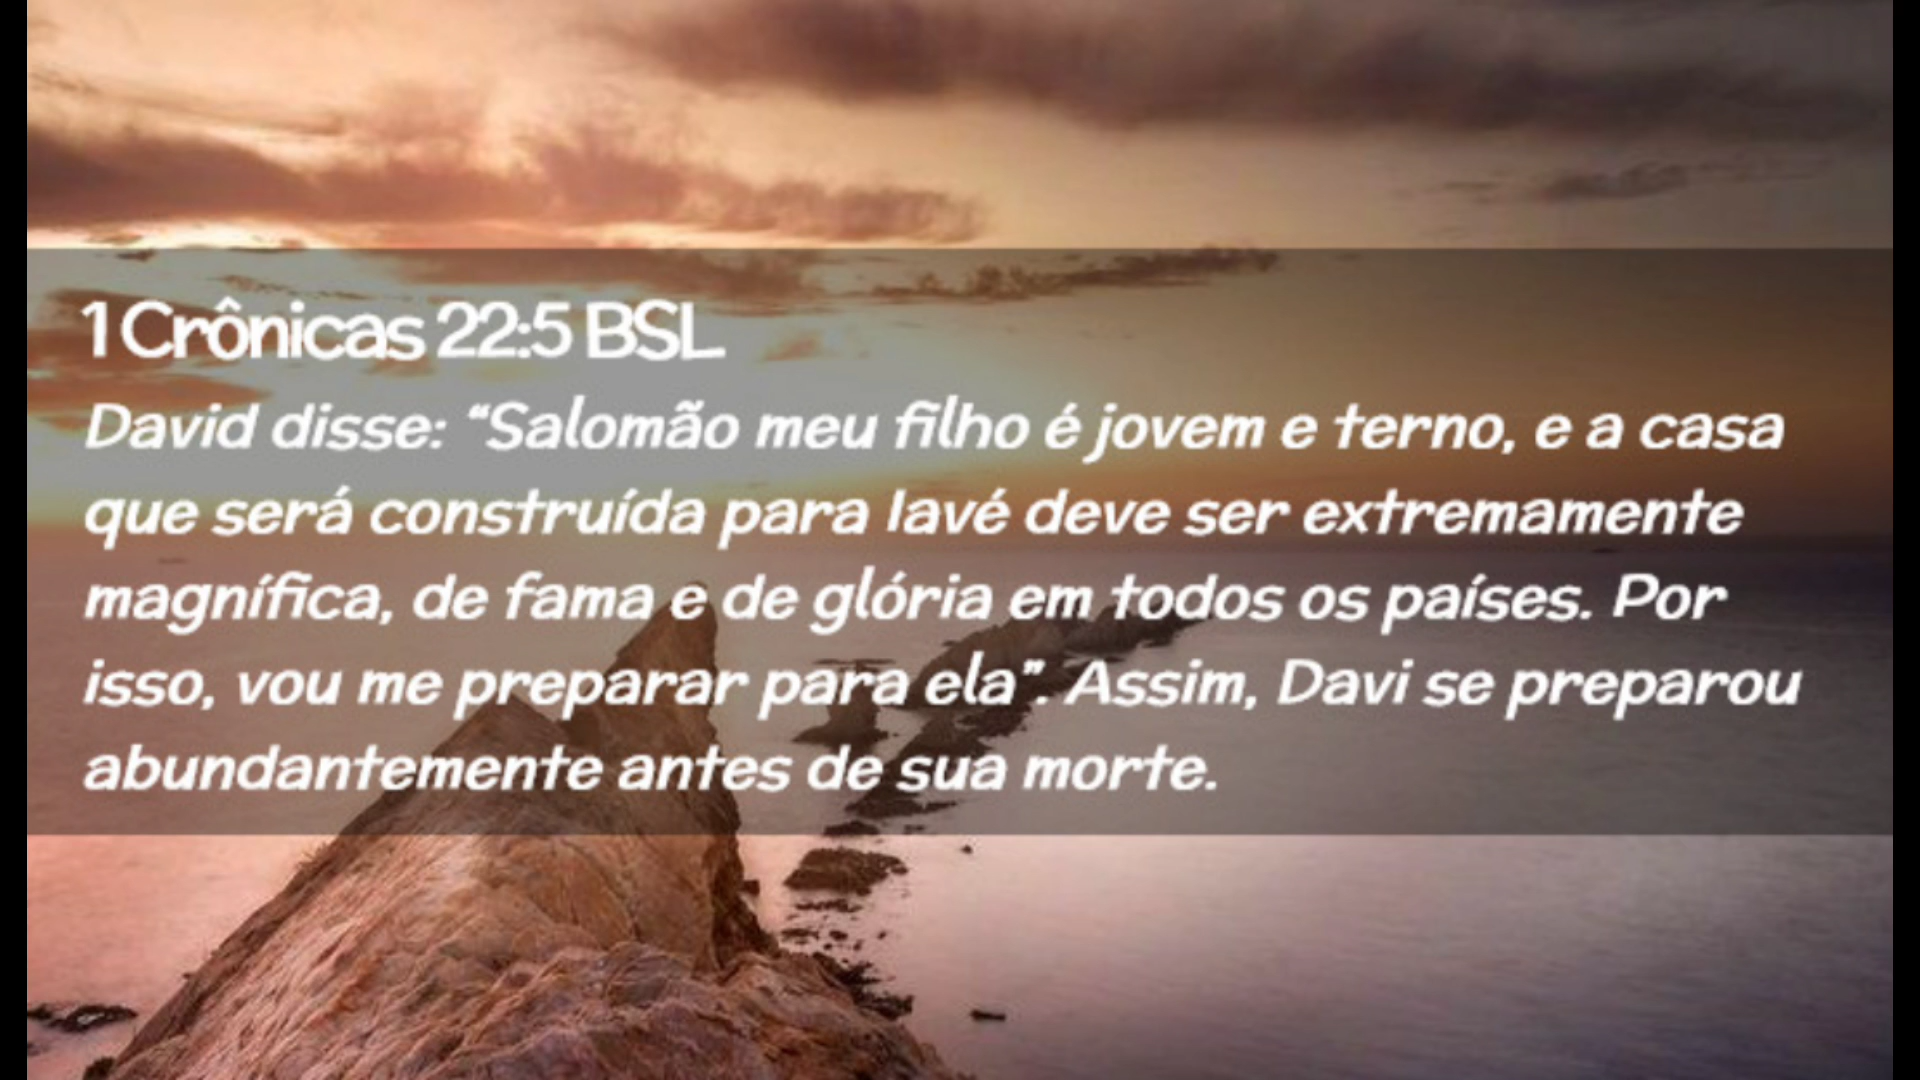 1 Crônicas 22:5 BSL
David disse: “Salomão meu filho é jovem e terno, e a casa
que será construída para Iavé deve ser extremamente
magnífica, de fama e de glória em todos os países. Por
isso, vou me preparar para ela”. Assim, Davi se preparou
abundantemente antes de sua morte.